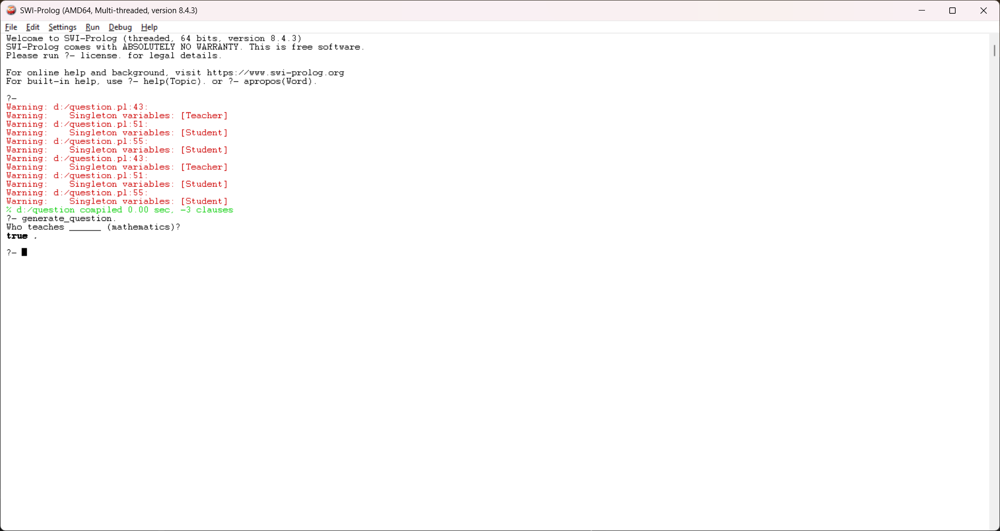 SWI-Prolog (AMD64, Multi-threaded, version 8.4.3)
File Edit Settings Run Debug Help
Welcome to SWI-Prolog (threaded, 64 bits, version 8.4.3)
SWI-Prolog comes with ABSOLUTELY NO WARRANTY. This is free software.
Please run ?- license. for legal details.
For online help and background, visit https://www.swi-prolog.org
For built-in help, use ?- help(Topic). or ?- apropos(Word).
?-
Warning: d:/question.pl:43:
Warning:    Singleton variables: [Teacher]
Warning: d:/question.pl:51:
Warning:    Singleton variables: [Student]
Warning: d:/question.pl:55:
Warning:    Singleton variables: [Student]
Warning: d:/question.pl:43:
Warning:    Singleton variables: [Teacher]
Warning: d:/question.pl:51:
Warning:    Singleton variables: [Student]
Warning: d:/question.pl:55:
Warning:    Singleton variables: [Student]
% d:/question compiled 0.00 sec, -3 clauses
?- generate_question.
Who teaches ______ (mathematics)?
true .
?-